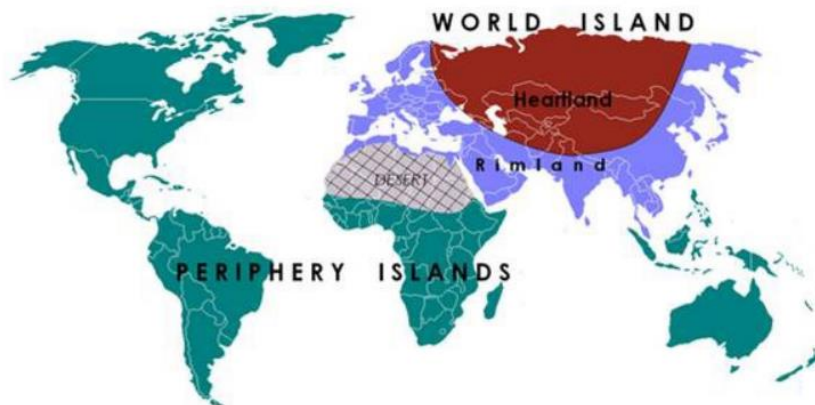 WORLD ISLAND
Heartland
Rimland
DESERT
PERIPHERY ISLANDS